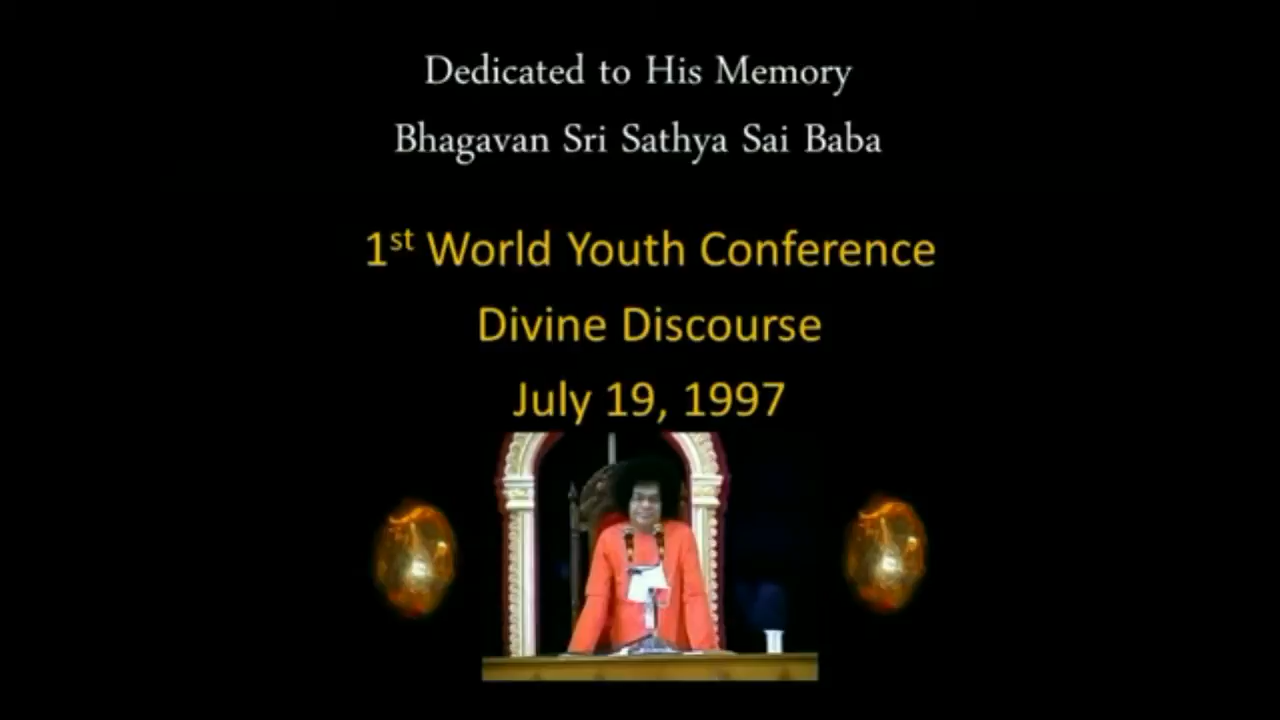 Dedicated to His Memory
Bhagavan Sri Sathya Sai Baba
1st World Youth Conference
Divine Discourse
July 19, 1997